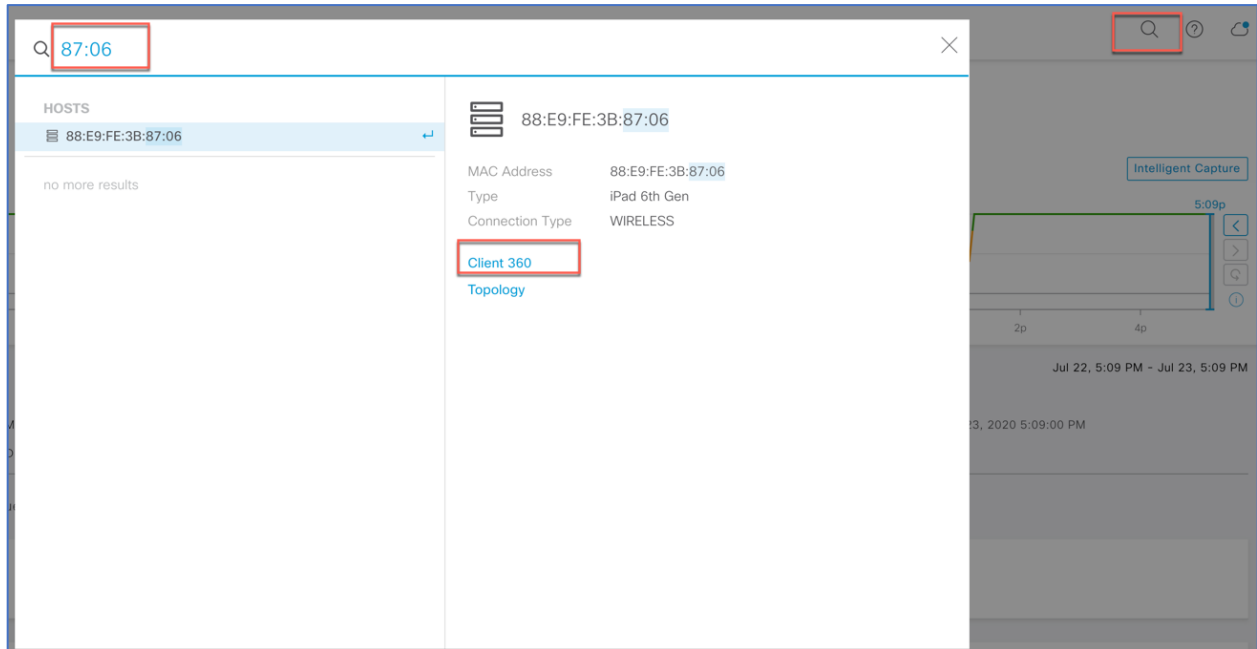 87:06
HOSTS
88:E9:FE:3B:87:06
no more results
88:E9:FE:3B:87:06
MAC Address 88:E9:FE:3B:87:06
Type iPad 6th Gen
Connection Type WIRELESS
Client 360
Topology
Intelligent Capture
5:09p
2p 4p
Jul 22, 5:09 PM - Jul 23, 5:09 PM
23, 2020 5:09:00 PM